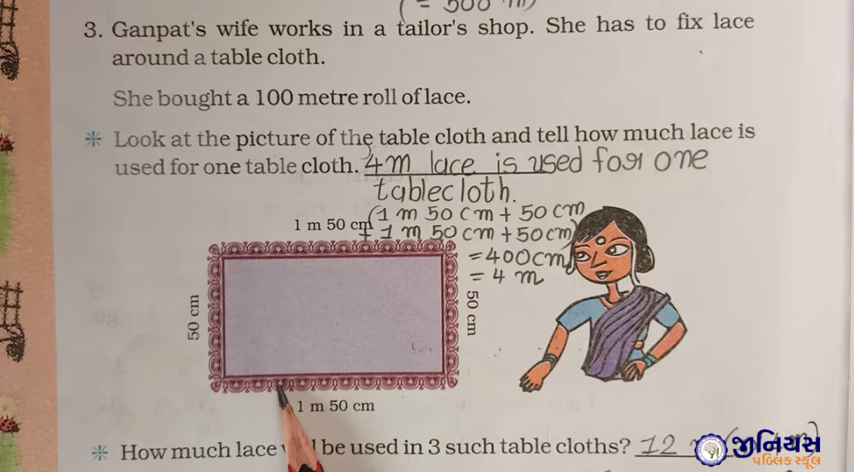 (= 500 m)
3. Ganpat's wife works in a tailor's shop. She has to fix lace
around a table cloth.
She bought a 100 metre roll of lace.
Look at the picture of the table cloth and tell how much lace is
used for one table cloth. 4m lace is used for one
tablecloth.
1 m 50 cm (1 m 50 cm + 50 cm
+ 1 m 50 cm + 50 cm)
= 400 cm
= 4 m
50 cm
50 cm
1 m 50 cm
How much lace be used in 3 such table cloths? 12
જીનિયસ
પબ્લિક સ્કૂલ